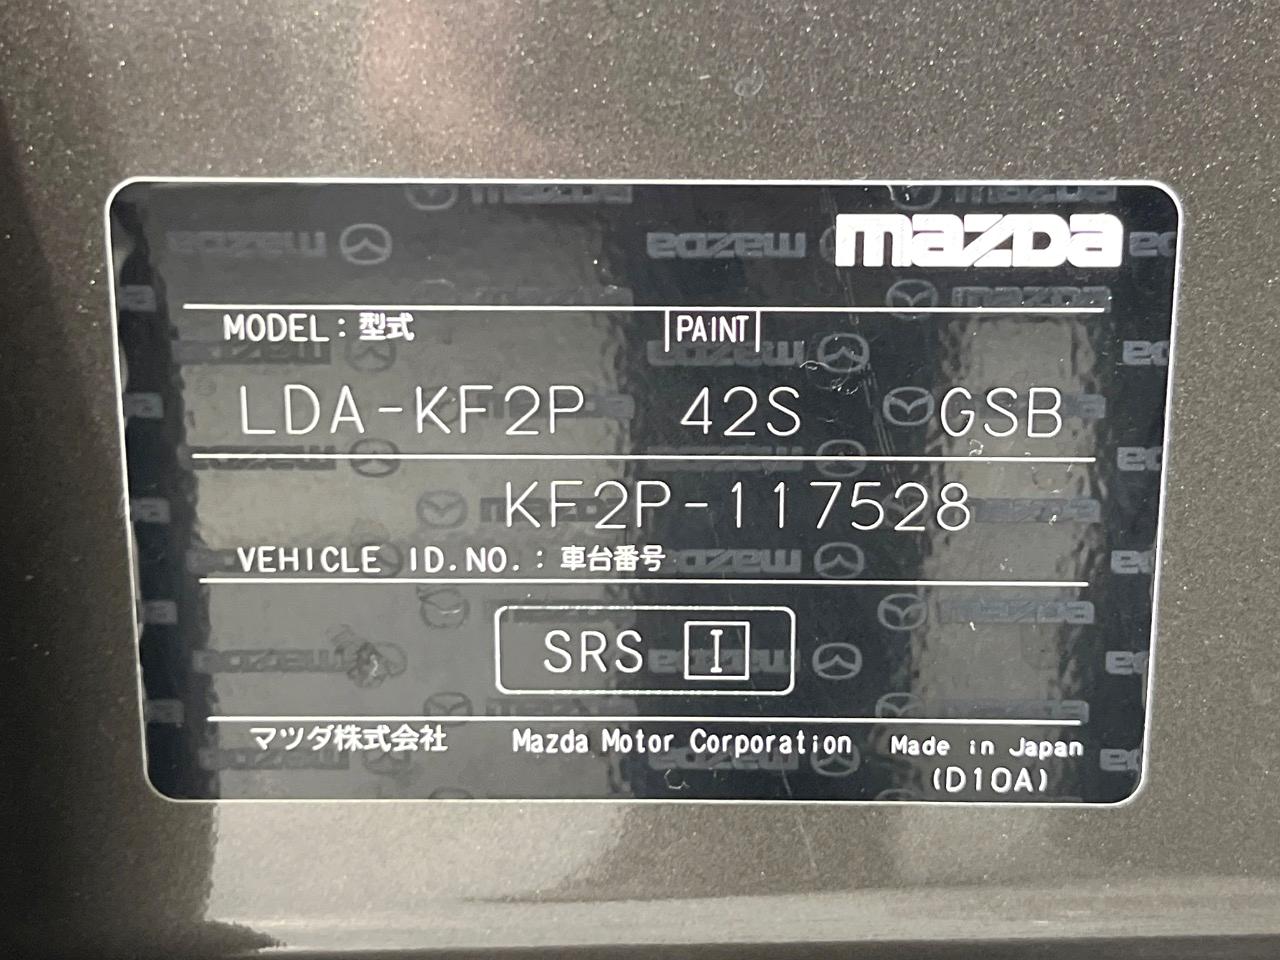 mazda
MODEL : 型式 PAINT
LDA-KF2P 42S GSB
KF2P-117528
VEHICLE ID.NO. : 車台番号
SRS I
マツダ株式会社 Mazda Motor Corporation Made in Japan
(D10A)